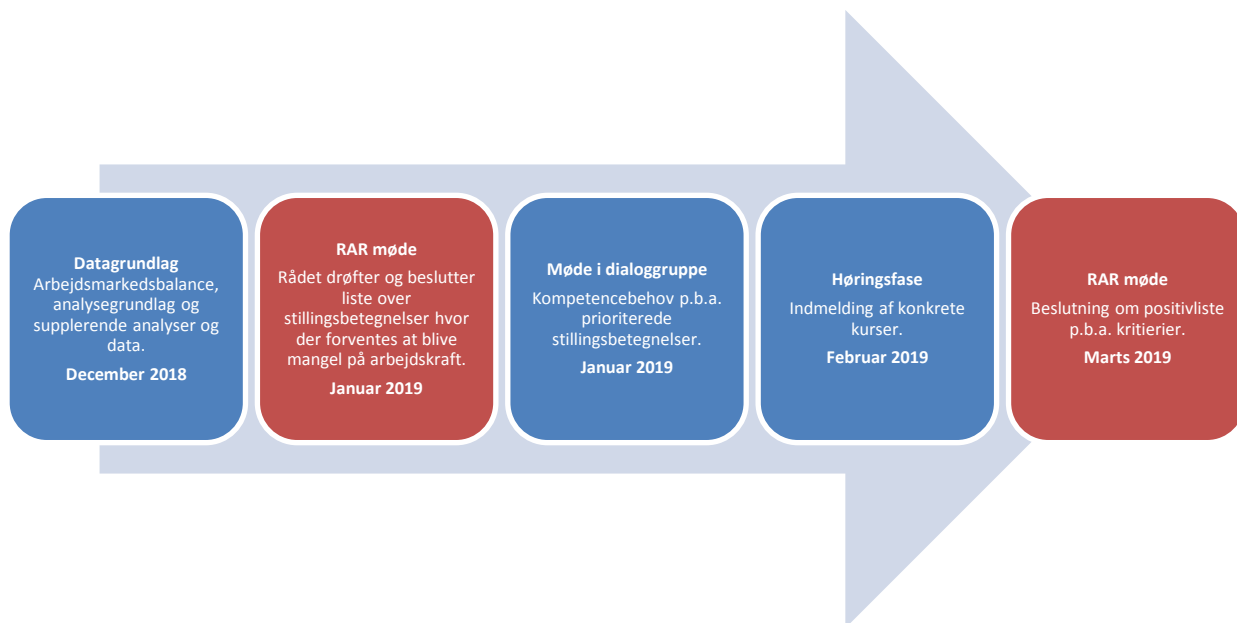 Datagrundlag
Arbejdsmarkedsbalance,
analysegrundlag og
supplerende analyser og
data.
December 2018
RAR møde
Rådet drøfter og beslutter
liste over
stillingsbetegnelser hvor
der forventes at blive
mangel på arbejdskraft.
Januar 2019
Møde i dialoggruppe
Kompetencebehov p.b.a.
prioriterede
stillingsbetegnelser.
Januar 2019
Høringsfase
Indmelding af konkrete
kurser.
Februar 2019
RAR møde
Beslutning om positivliste
p.b.a. kritierier.
Marts 2019